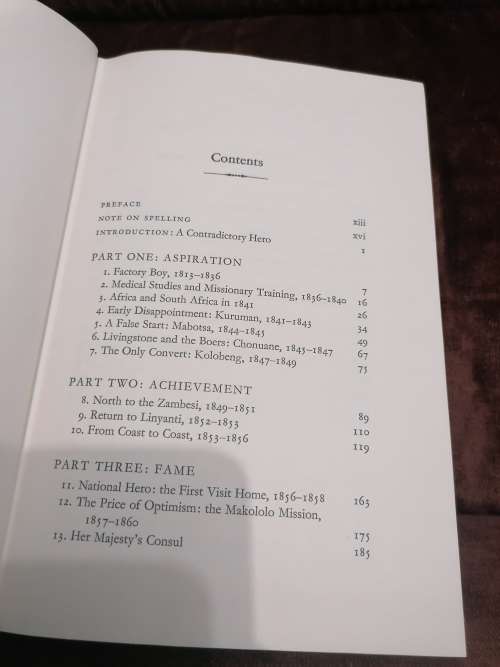 Contents
PREFACE xiii
NOTE ON SPELLING xvi
INTRODUCTION: A Contradictory Hero 1
PART ONE: ASPIRATION
1. Factory Boy, 1813–1836 7
2. Medical Studies and Missionary Training, 1836–1840 16
3. Africa and South Africa in 1841 26
4. Early Disappointment: Kuruman, 1841–1843 34
5. A False Start: Mabotsa, 1844–1845 49
6. Livingstone and the Boers: Chonuane, 1845–1847 67
7. The Only Convert: Kolobeng, 1847–1849 75
PART TWO: ACHIEVEMENT
8. North to the Zambesi, 1849–1851 89
9. Return to Linyanti, 1852–1853 110
10. From Coast to Coast, 1853–1856 119
PART THREE: FAME
11. National Hero: the First Visit Home, 1856–1858 165
12. The Price of Optimism: the Makololo Mission,
1857–1860 175
13. Her Majesty's Consul 185